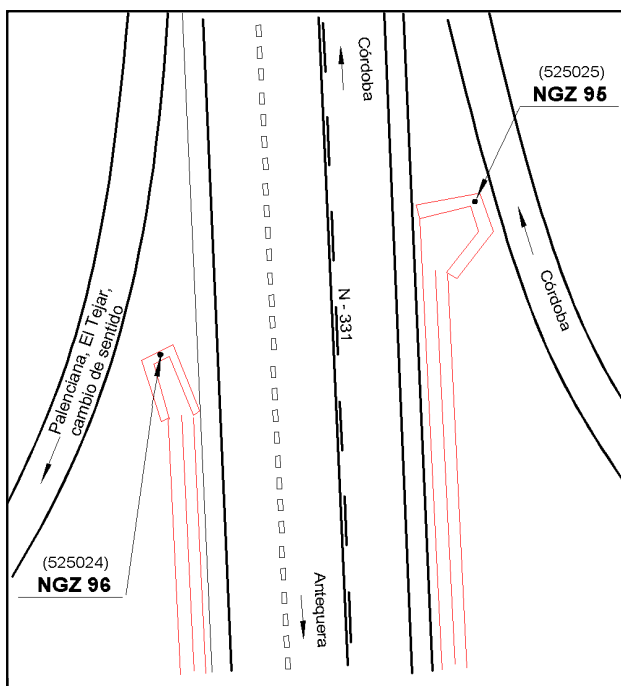 Córdoba
(525025)
NGZ 95
Córdoba
N - 331
Palenciana, El Tejar,
cambio de sentido
(525024)
NGZ 96
Antequera